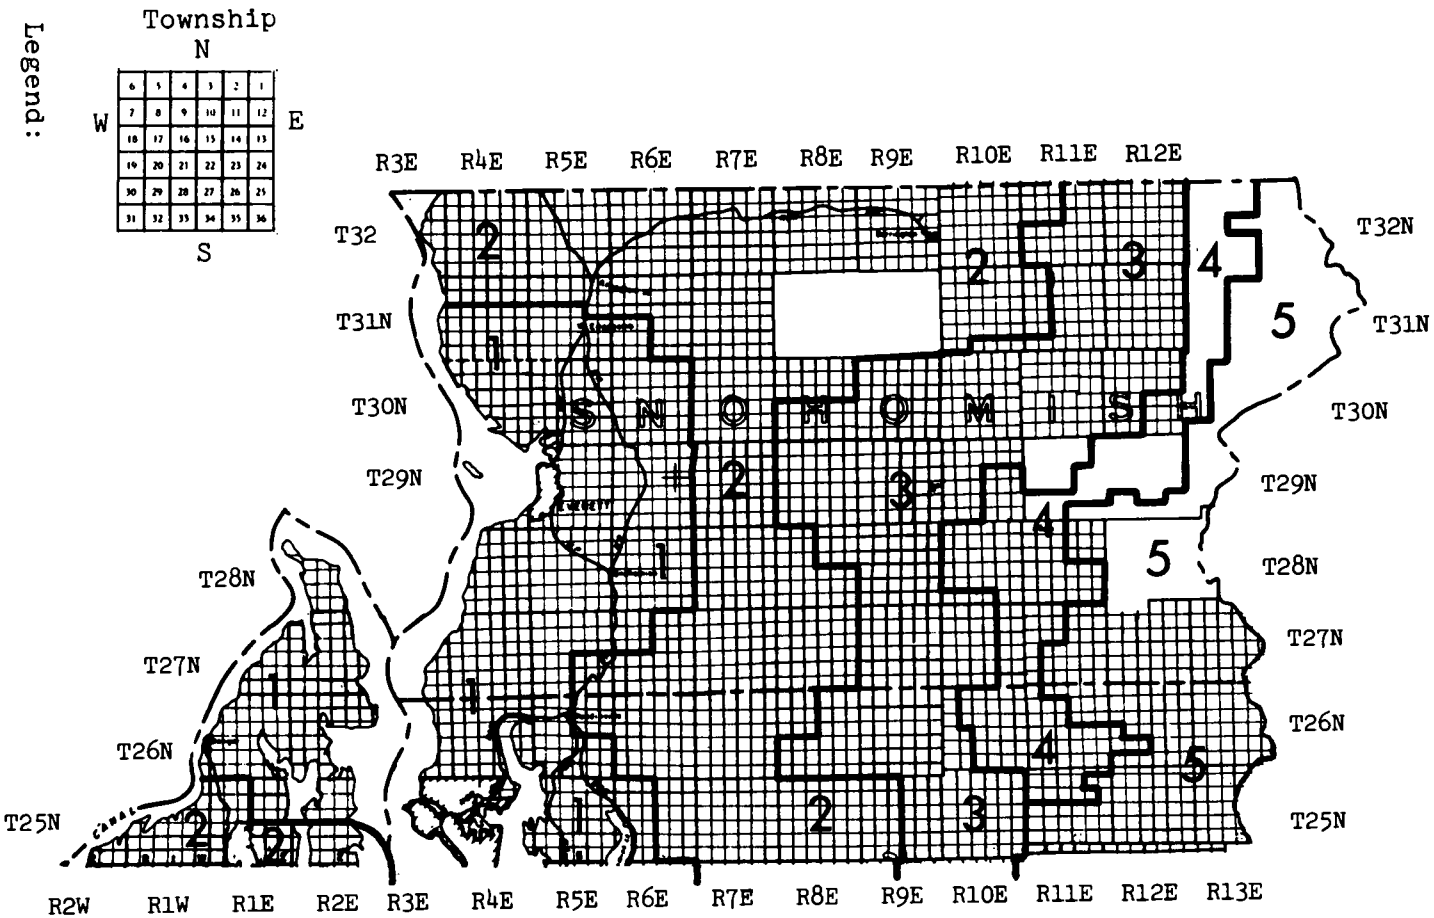 Legend:
Township
N
6 5 4 3 2 1
W
7 8 9 10 11 12
E
18 17 16 15 14 13
19 20 21 22 23 24
30 29 28 27 26 25
31 32 33 34 35 36
S
R3E R4E R5E R6E R7E R8E R9E R10E R11E R12E
T32 2 2 3 4 T32N
T31N 1 5 T31N
T30N S N O H O M I S H T30N
T29N 2 3 T29N
EVERETT
4
T28N 1 5 T28N
T27N 1 1 T27N
T26N 4 5 T26N
CANAL
T25N 2 2 1 2 3 T25N
R2W R1W R1E R2E R3E R4E R5E R6E R7E R8E R9E R10E R11E R12E R13E